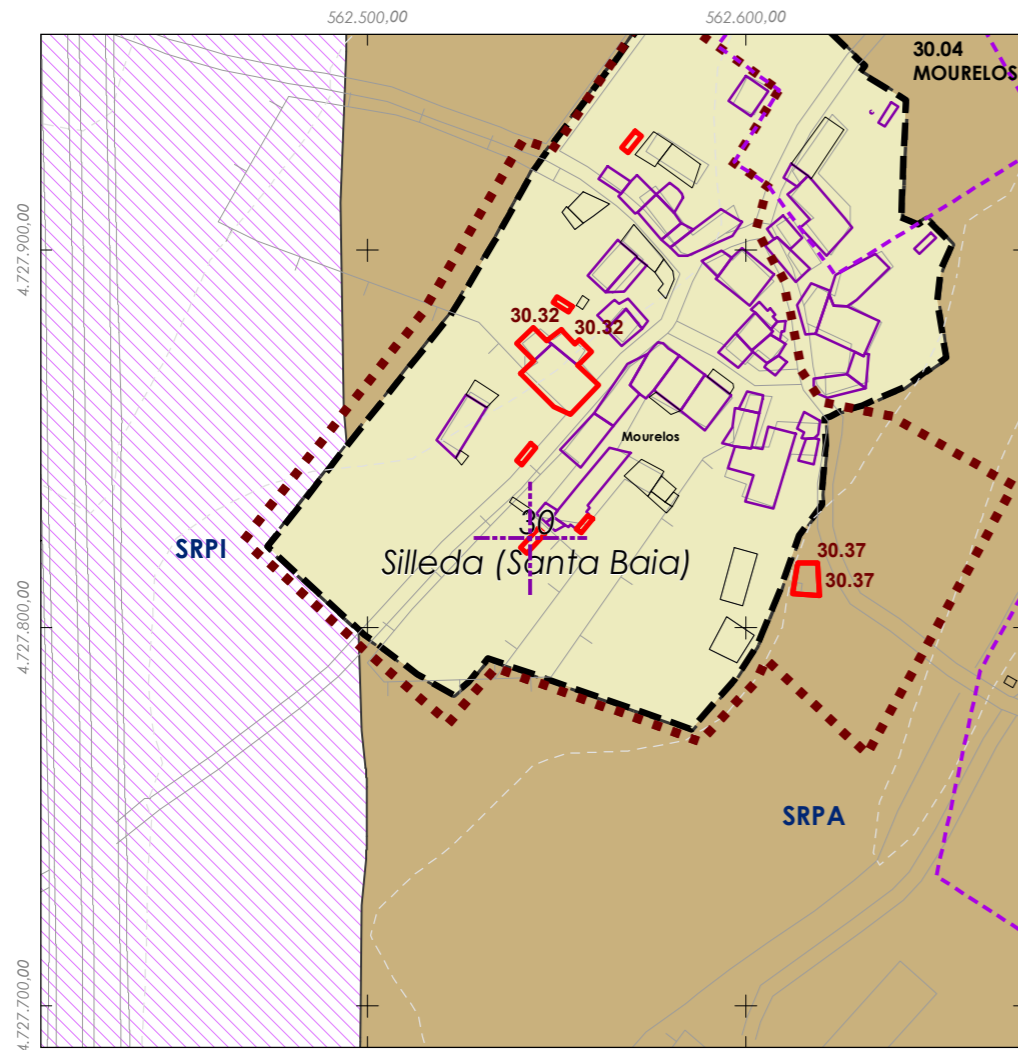 562.500,00
562.600,00
30.04
MOURELOS
4.727.900,00
30.32
30.32
Mourelos
30
SRPI
Silleda (Santa Baia)
30.37
30.37
4.727.800,00
SRPA
4.727.700,00